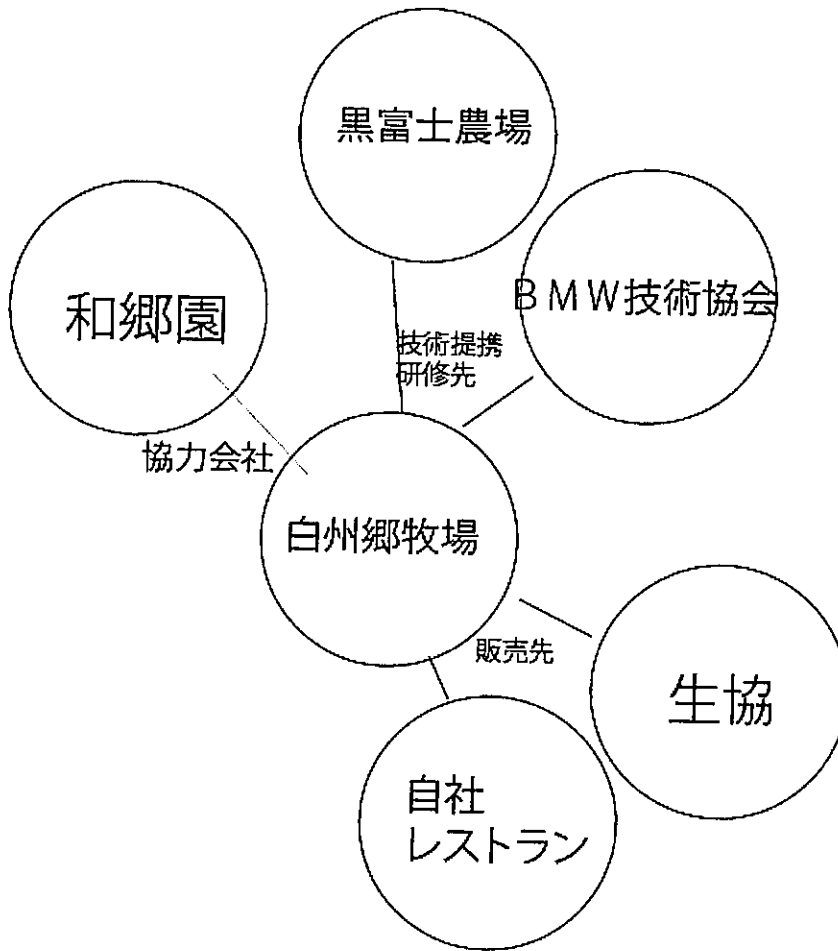 黒富士農場
BMW技術協会
和郷園
技術提携
研修先
協力会社
白州郷牧場
販売先
生協
自社
レストラン